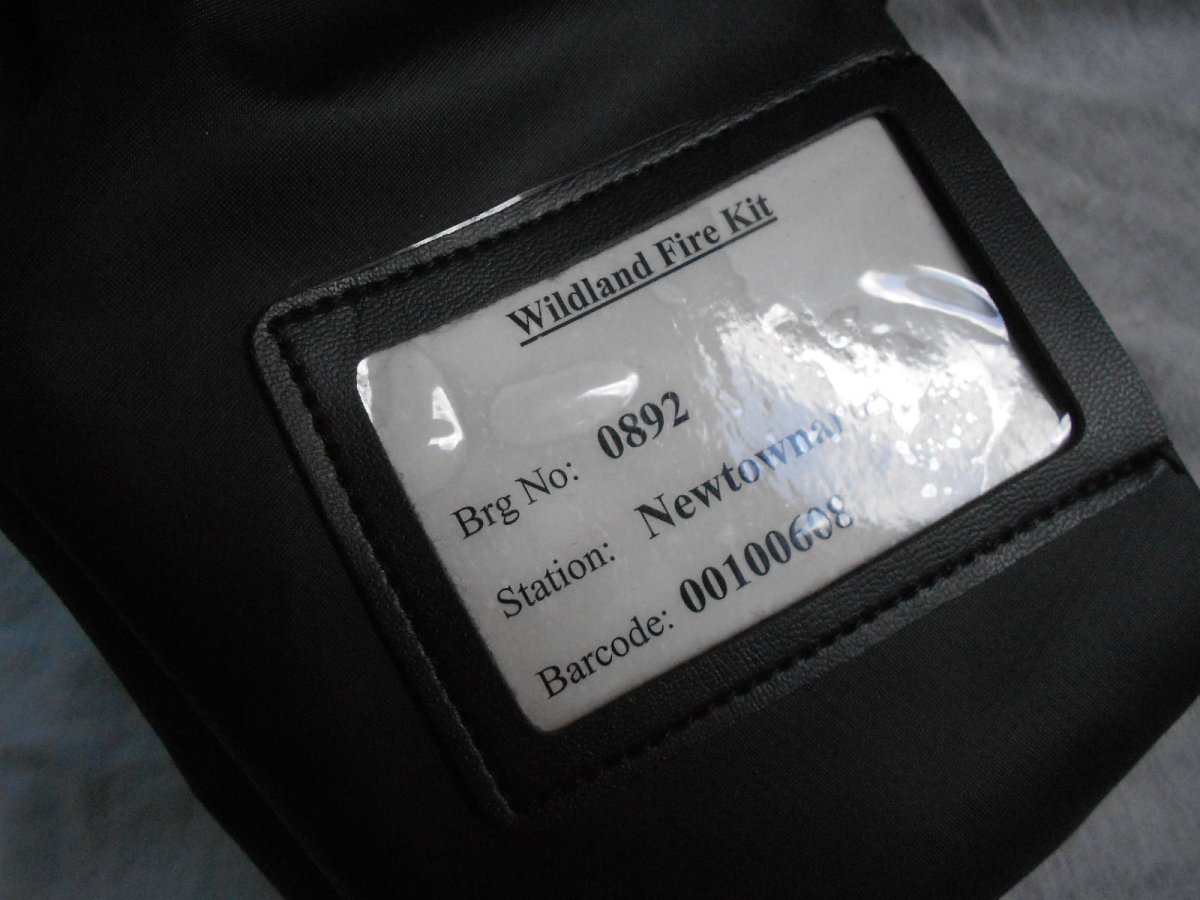 Wildland Fire Kit
Brg No: 0892
Station:
Barcode: 00100608